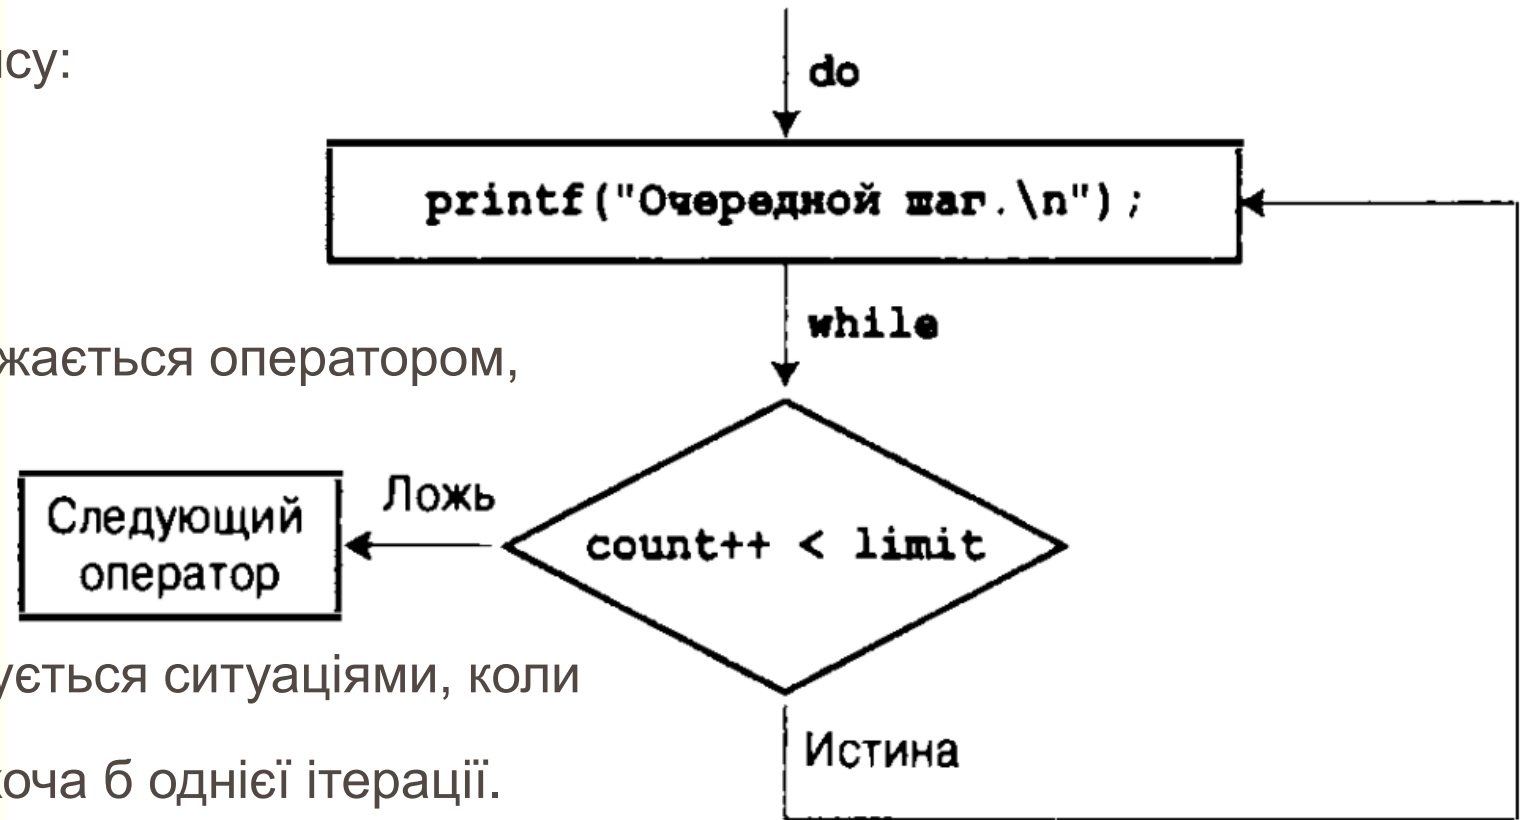 су:
do
printf("Очередной шаг.\n");
while
жається оператором,
Ложь
Следующий
оператор
count++ < limit
ується ситуаціями, коли
Истина
хоча б однієї ітерації.